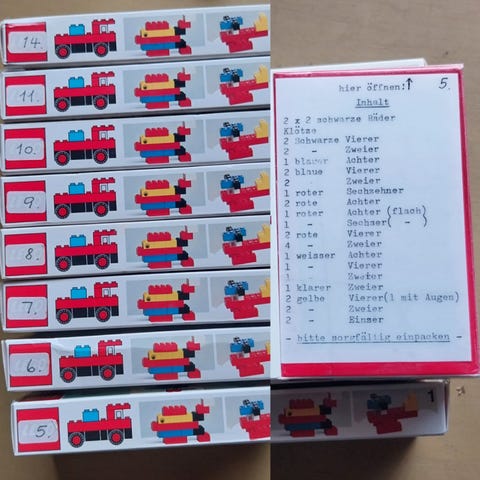 14.
11.
10.
9.
8.
7.
6.
5.
hier öffnen!↑ 5.
Inhalt
2 x 2 schwarze Räder
Klötze
2 Schwarze Vierer
2 - Zweier
1 blauer Achter
2 blaue Vierer
2 - Zweier
1 roter Sechzehner
2 rote Achter
1 roter Achter (flach)
1 - Sechser ( - )
2 rote Vierer
4 - Zweier
1 weisser Achter
1 - Vierer
1 - Zweier
1 klarer Zweier
2 gelbe Vierer(1 mit Augen)
2 - Zweier
2 - Einser
- bitte sorgfältig einpacken -
1